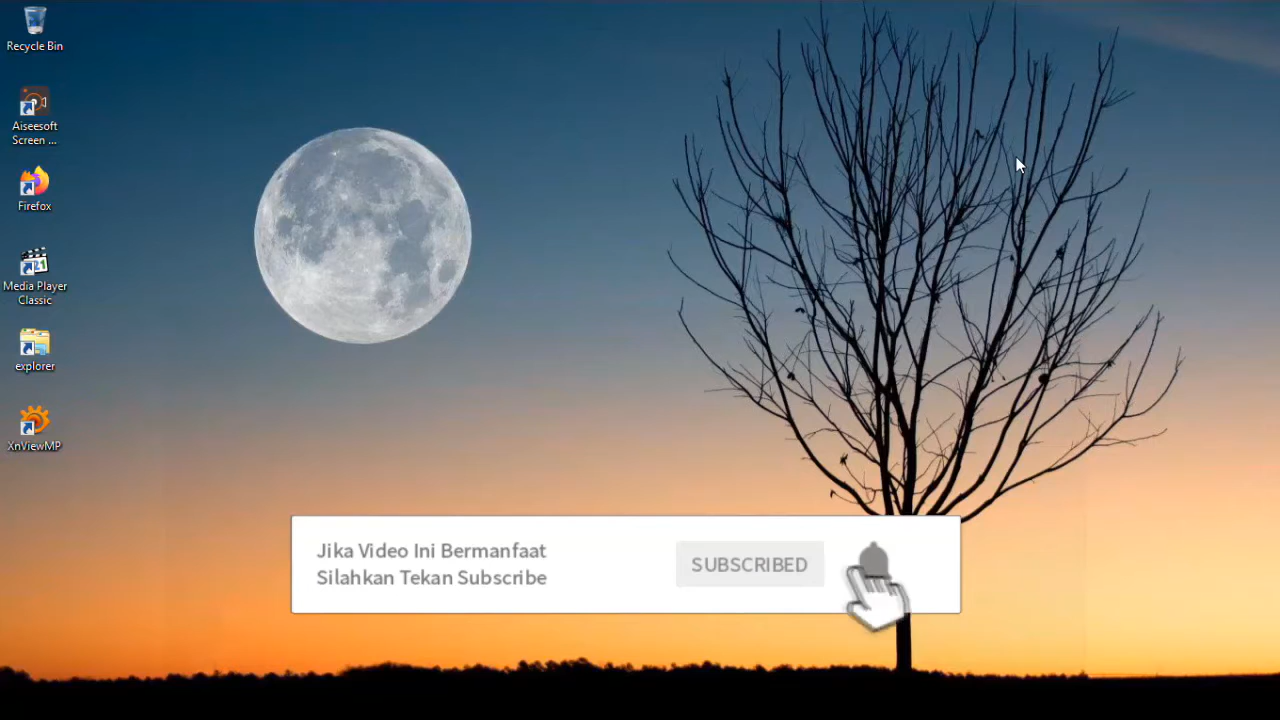 Recycle Bin
Aiseesoft
Screen ...
Firefox
Media Player
Classic
explorer
XnViewMP
Jika Video Ini Bermanfaat
Silahkan Tekan Subscribe
SUBSCRIBED